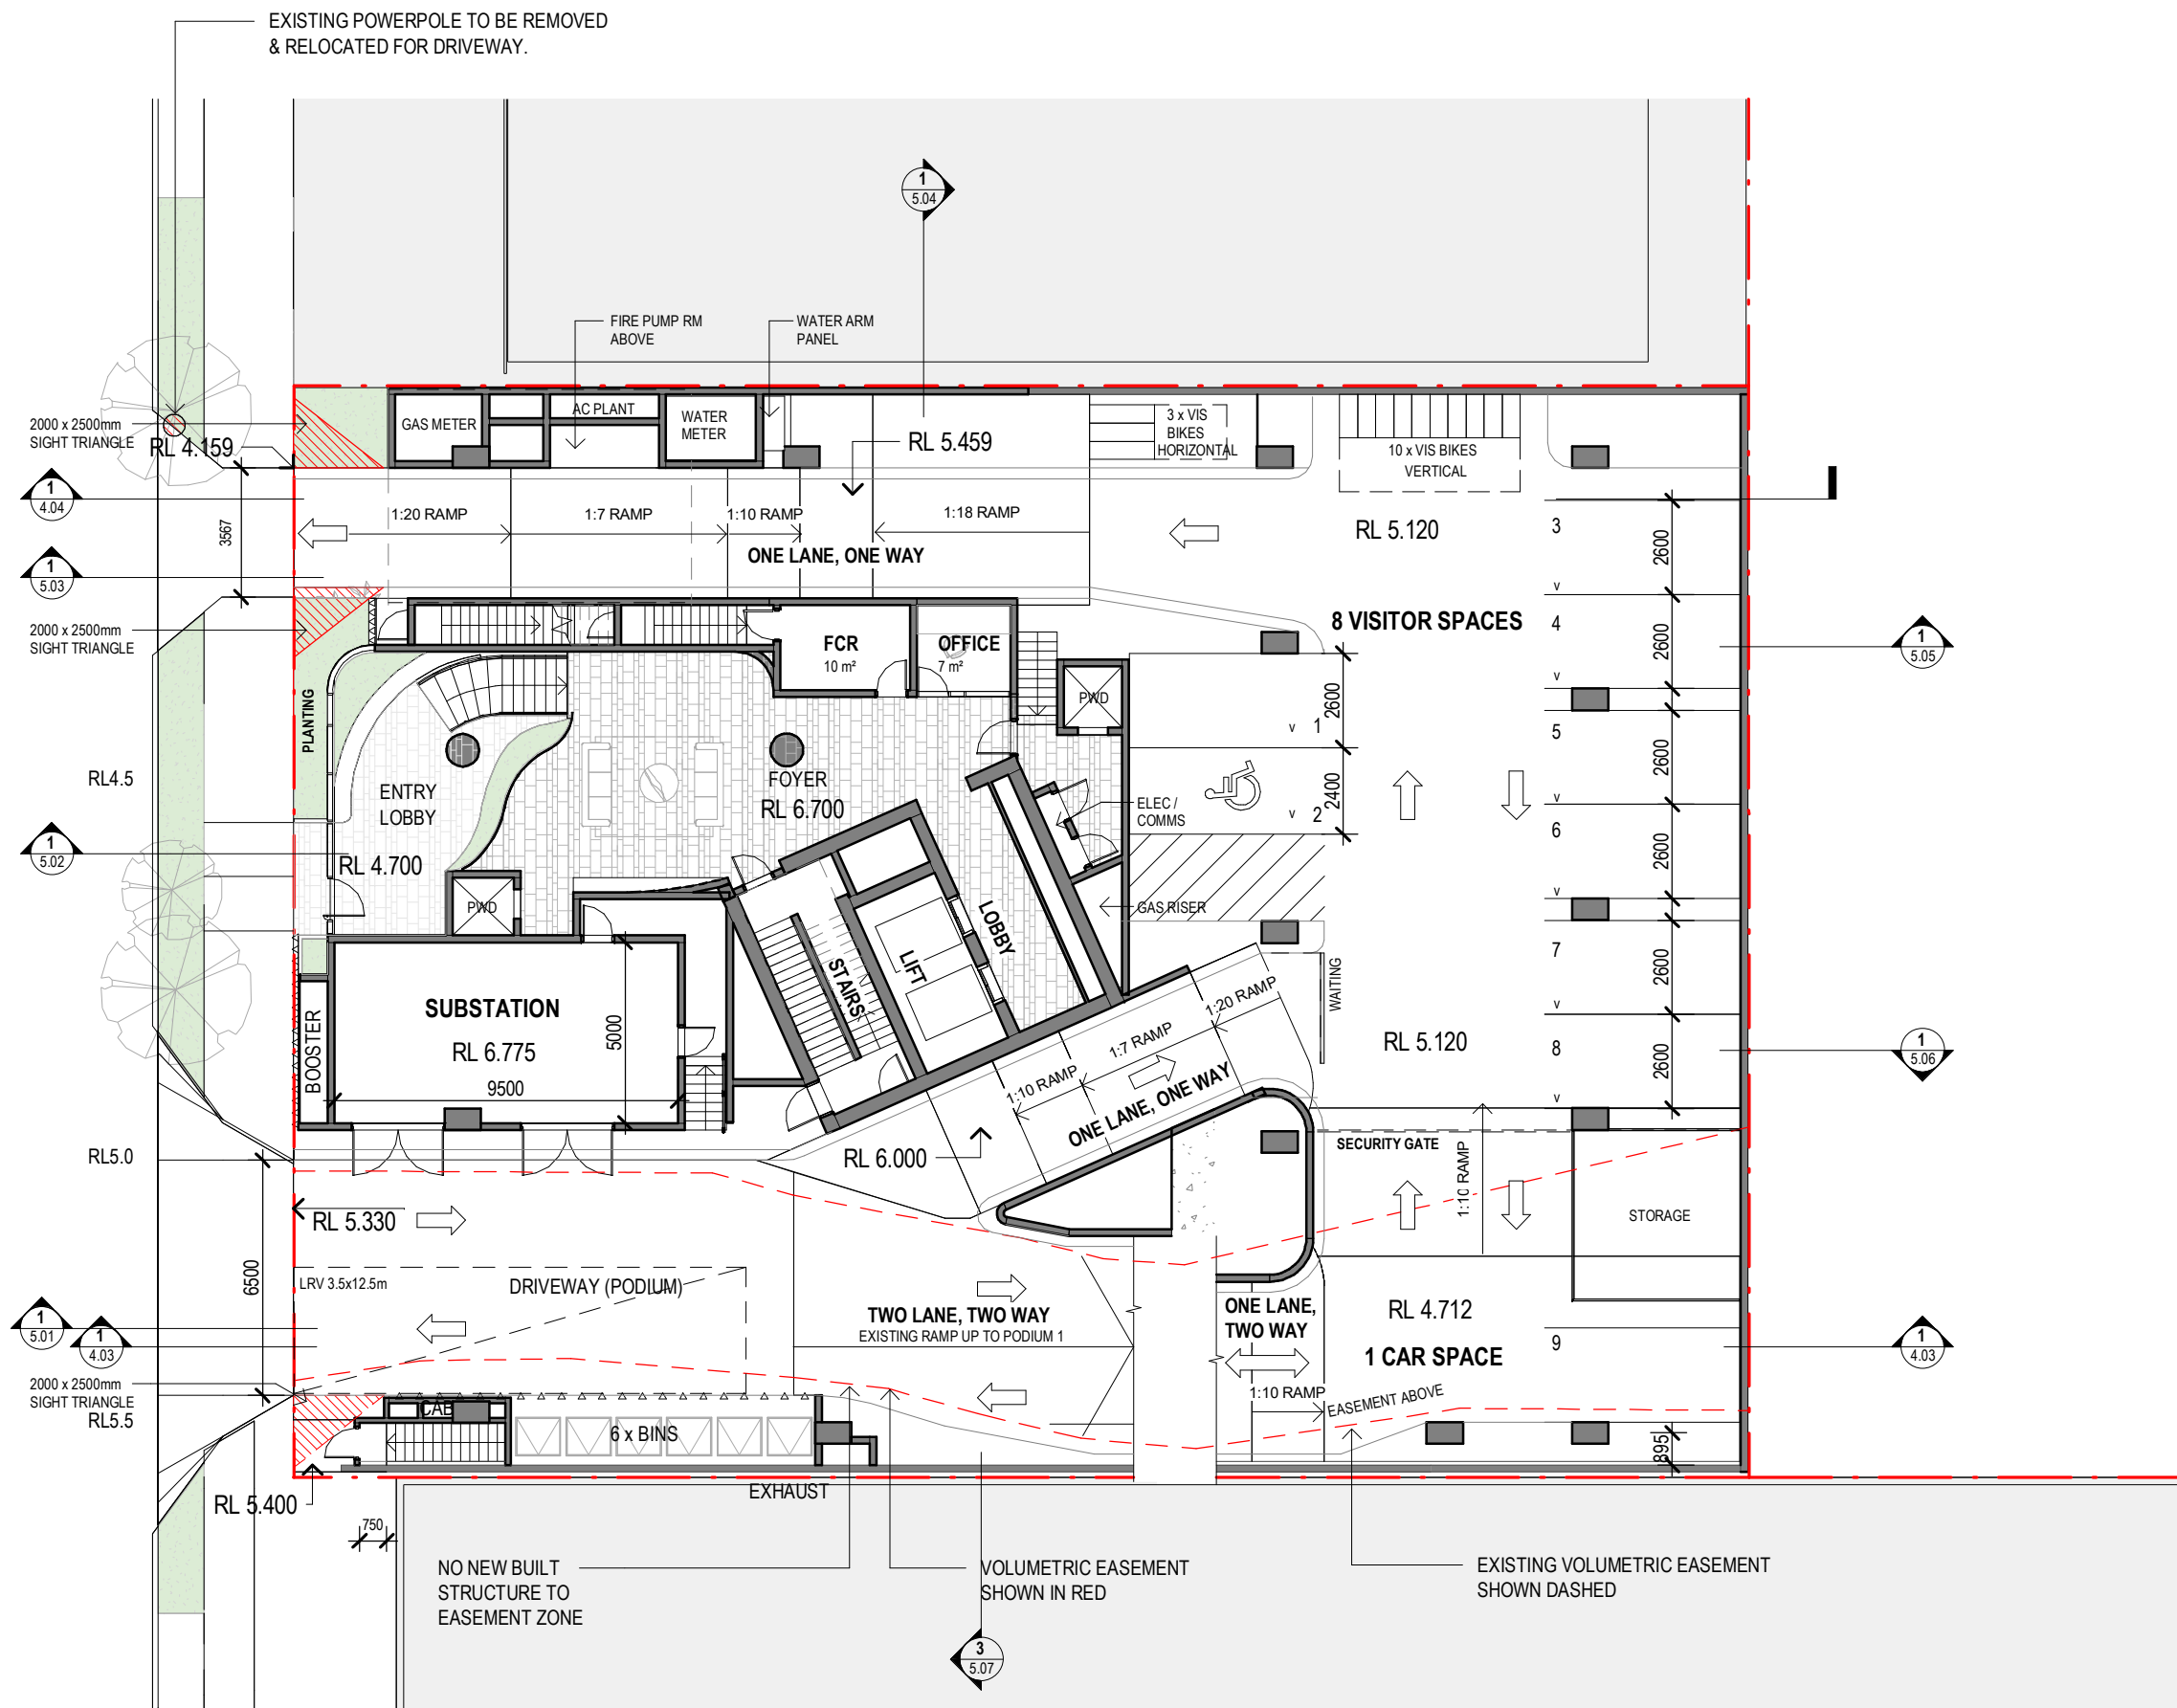 EXISTING POWERPOLE TO BE REMOVED
& RELOCATED FOR DRIVEWAY.
1
5.04
FIRE PUMP RM
ABOVE
WATER ARM
PANEL
2000 x 2500mm
SIGHT TRIANGLE
RL 4.159
GAS METER
AC PLANT
WATER
METER
RL 5.459
3 x VIS
BIKES
HORIZONTAL
10 x VIS BIKES
VERTICAL
1
4.04
3567
1:20 RAMP
1:7 RAMP
1:10 RAMP
1:18 RAMP
ONE LANE, ONE WAY
RL 5.120
3
2600
v
1
5.03
2000 x 2500mm
SIGHT TRIANGLE
FCR
10 m²
OFFICE
7 m²
8 VISITOR SPACES
4
2600
v
1
5.05
PLANTING
PWD
v 1
2600
5
2600
v
RL4.5
ENTRY
LOBBY
FOYER
RL 6.700
ELEC /
COMMS
v 2
2400
6
2600
v
1
5.02
RL 4.700
PWD
GAS RISER
LOBBY
LIFT
STAIRS
WAITING
7
2600
v
SUBSTATION
RL 6.775
5000
9500
BOOSTER
1:20 RAMP
1:7 RAMP
1:10 RAMP
ONE LANE, ONE WAY
RL 5.120
8
2600
v
1
5.06
RL5.0
RL 6.000
SECURITY GATE
1:10 RAMP
STORAGE
RL 5.330
6500
LRV 3.5x12.5m
DRIVEWAY (PODIUM)
TWO LANE, TWO WAY
EXISTING RAMP UP TO PODIUM 1
ONE LANE,
TWO WAY
RL 4.712
9
1 CAR SPACE
1
5.01
1
4.03
1
4.03
2000 x 2500mm
SIGHT TRIANGLE
RL5.5
CAB
6 x BINS
1:10 RAMP
EASEMENT ABOVE
895
RL 5.400
EXHAUST
750
NO NEW BUILT
STRUCTURE TO
EASEMENT ZONE
VOLUMETRIC EASEMENT
SHOWN IN RED
EXISTING VOLUMETRIC EASEMENT
SHOWN DASHED
3
5.07